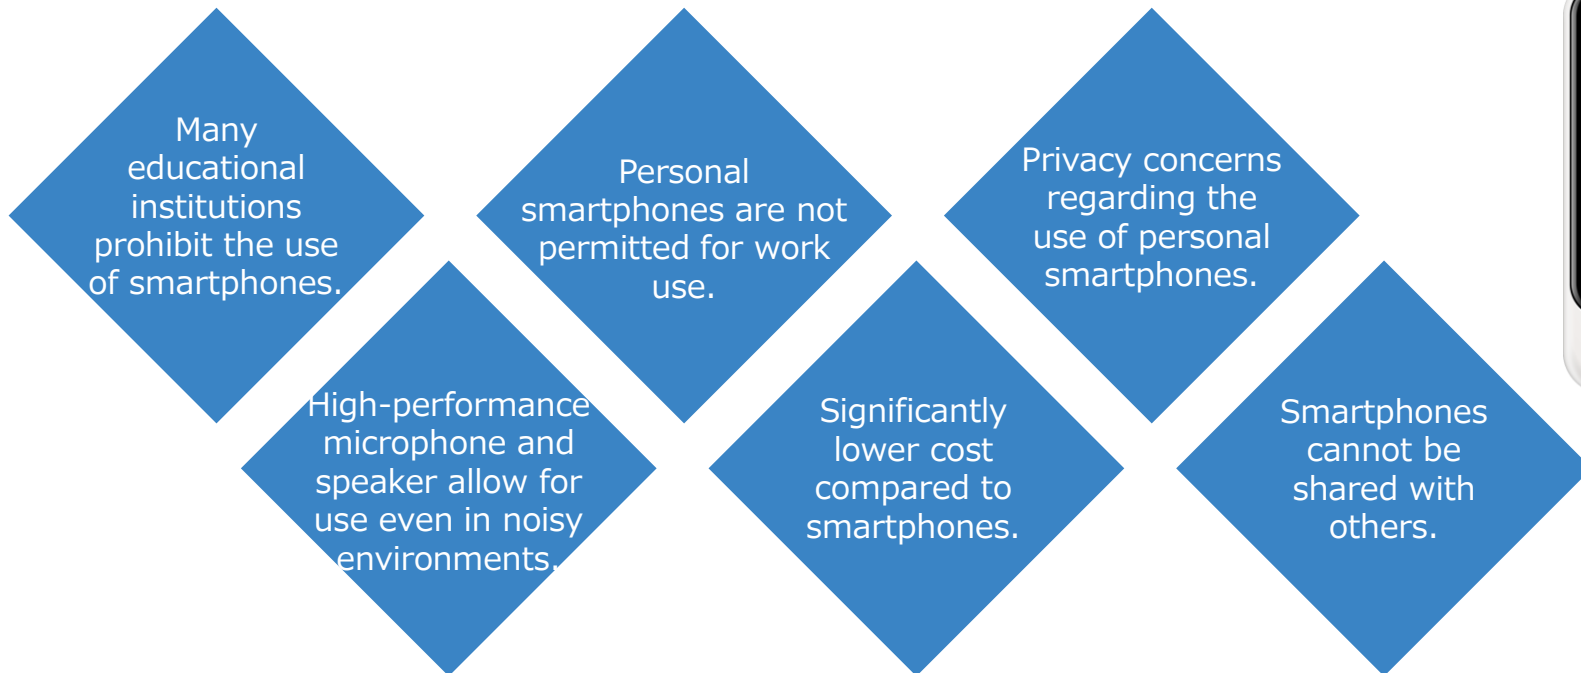 Many
educational
institutions
prohibit the use
of smartphones.
Personal
smartphones are not
permitted for work
use.
Privacy concerns
regarding the
use of personal
smartphones.
High-performance
microphone and
speaker allow for
use even in noisy
environments.
Significantly
lower cost
compared to
smartphones.
Smartphones
cannot be
shared with
others.